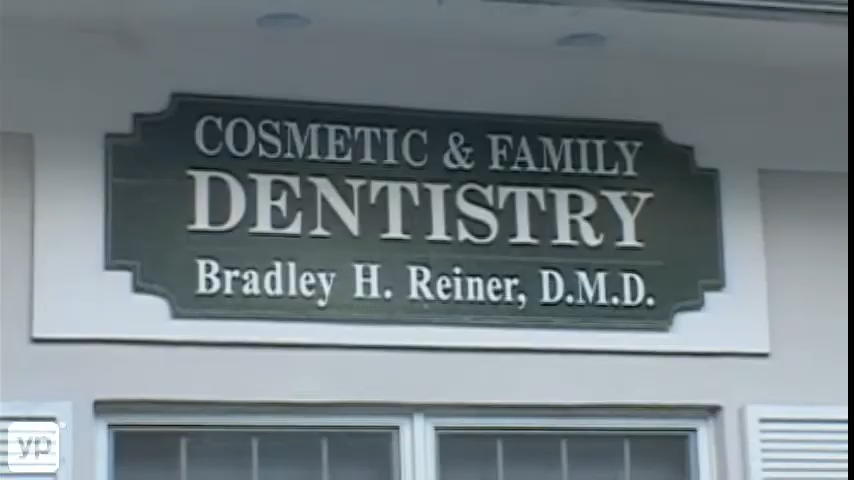 COSMETIC & FAMILY
DENTISTRY
Bradley H. Reiner, D.M.D.
yp